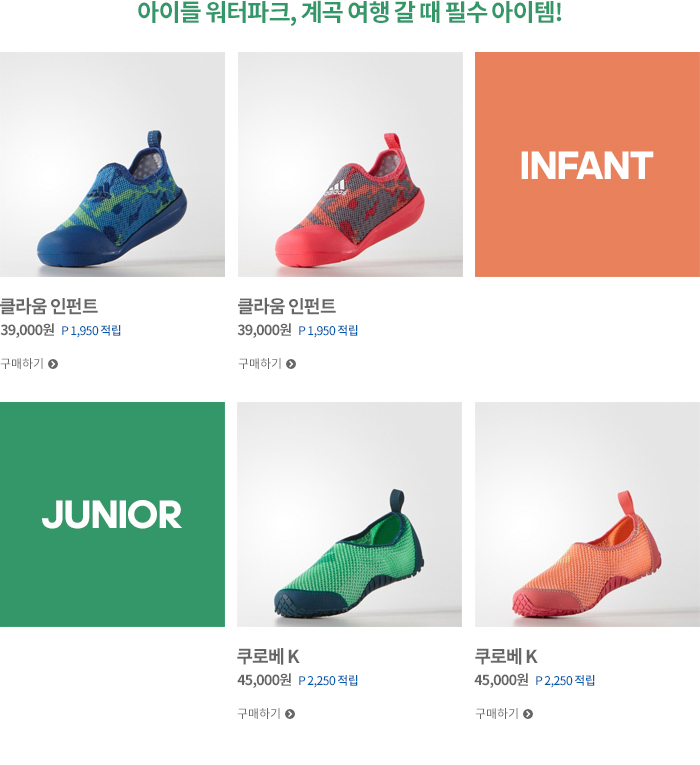 아이들 워터파크, 계곡 여행 갈 때 필수 아이템!
INFANT
클라움 인펀트
39,000원 P 1,950 적립
구매하기
클라움 인펀트
39,000원 P 1,950 적립
구매하기
JUNIOR
쿠로베 K
45,000원 P 2,250 적립
구매하기
쿠로베 K
45,000원 P 2,250 적립
구매하기